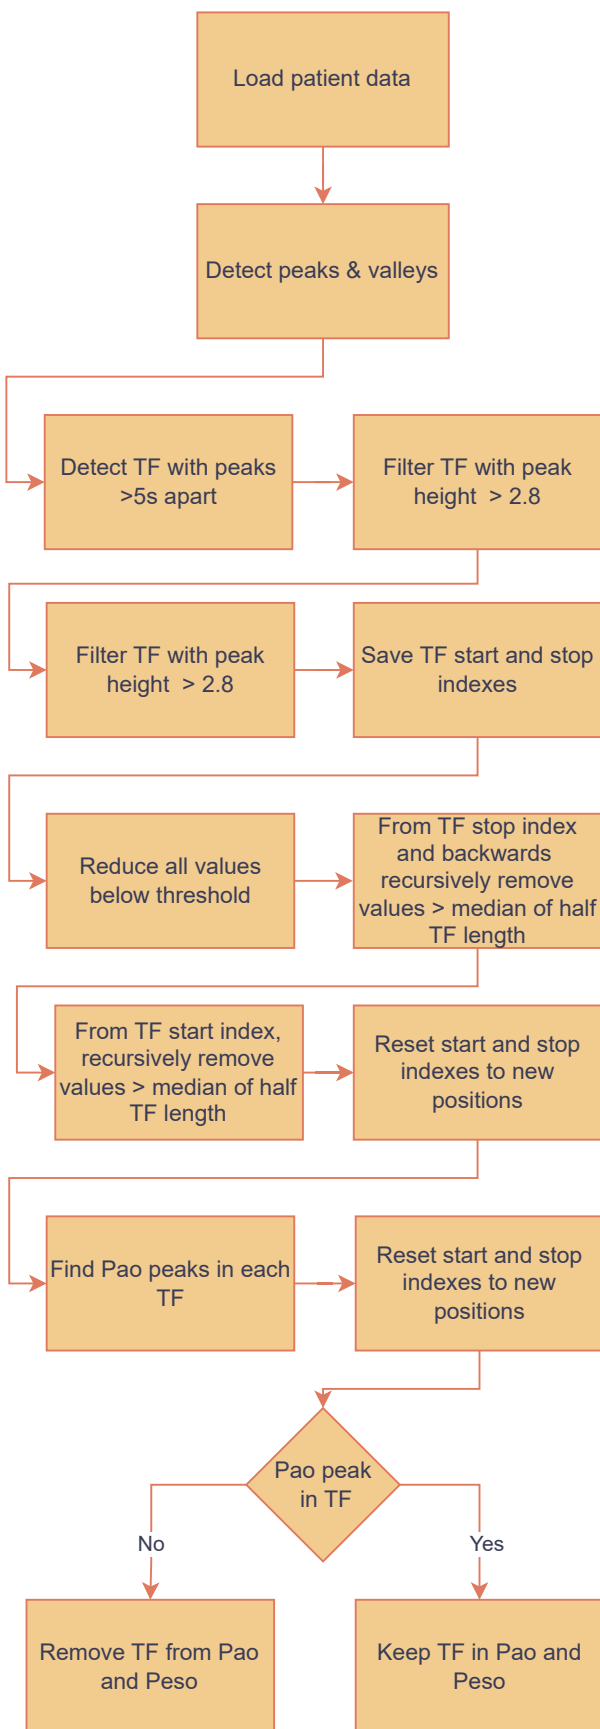 Load patient data
Detect peaks & valleys
Detect TF with peaks
>5s apart
Filter TF with peak
height > 2.8
Filter TF with peak
height > 2.8
Save TF start and stop
indexes
Reduce all values
below threshold
From TF stop index
and backwards
recursively remove
values > median of half
TF length
From TF start index,
recursively remove
values > median of half
TF length
Reset start and stop
indexes to new
positions
Find Pao peaks in each
TF
Reset start and stop
indexes to new
positions
Pao peak
in TF
No
Yes
Remove TF from Pao
and Peso
Keep TF in Pao and
Peso